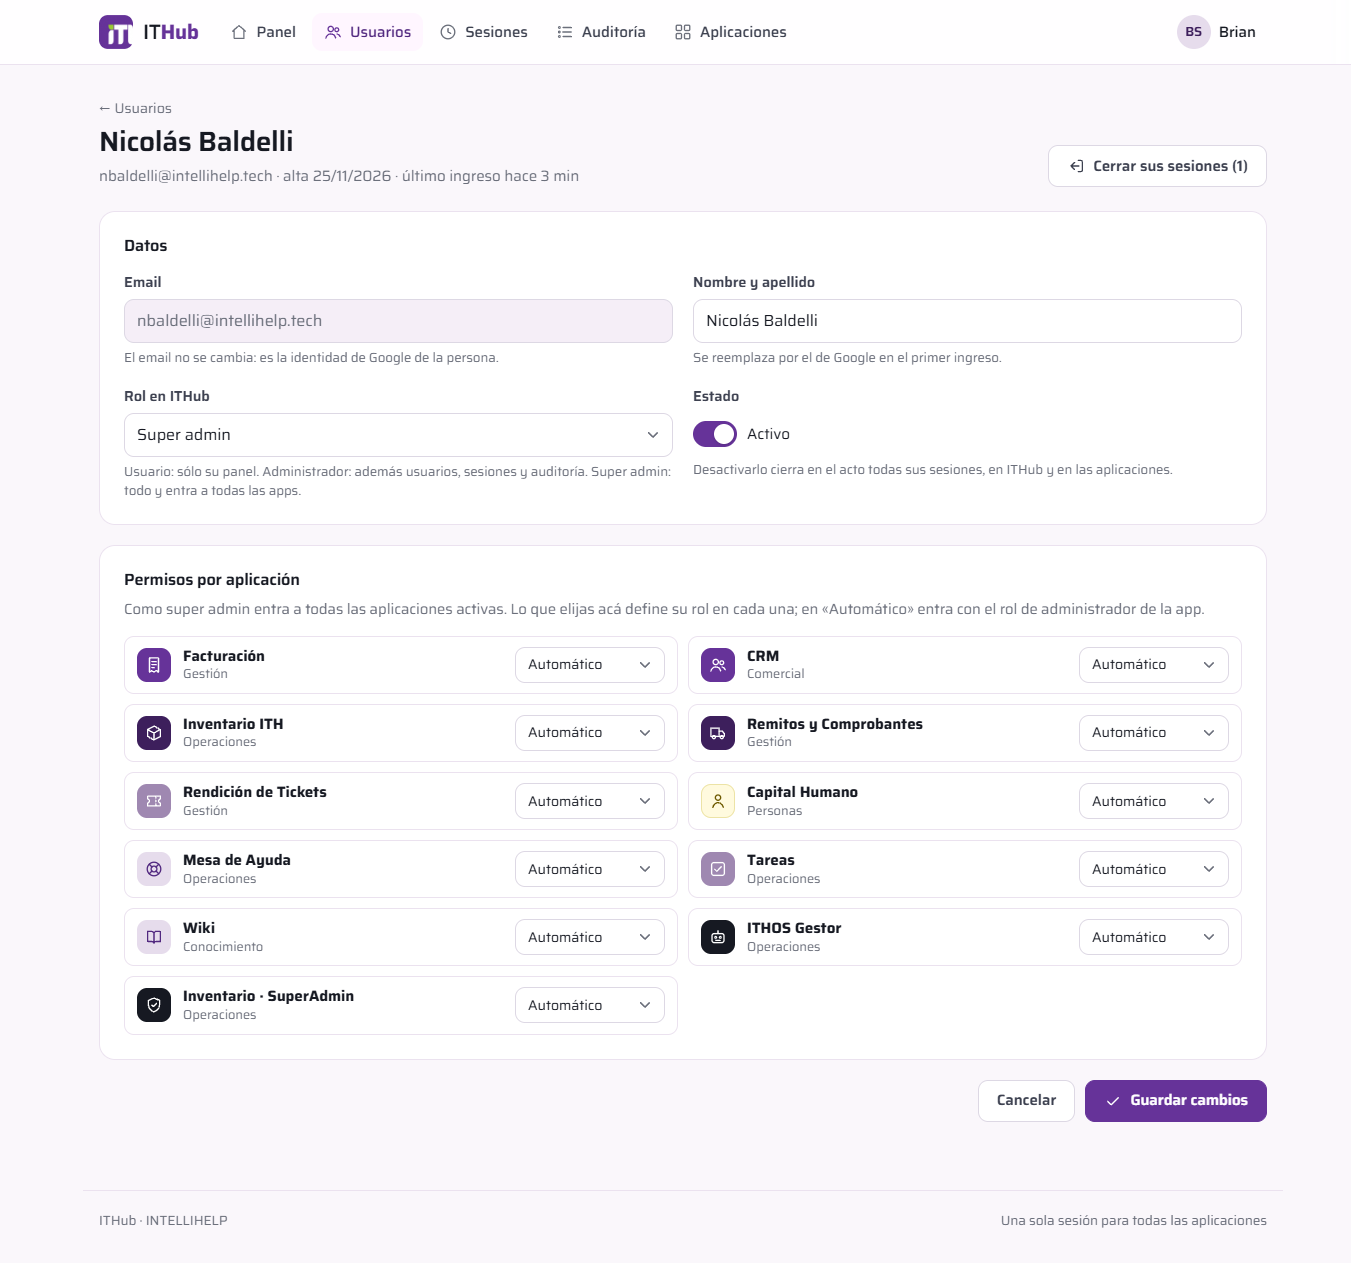 iT ITHub Panel Usuarios Sesiones Auditoría Aplicaciones BS Brian
← Usuarios
Nicolás Baldelli
nbaldelli@intellihelp.tech · alta 25/11/2026 · último ingreso hace 3 min
Cerrar sus sesiones (1)
Datos
Email
nbaldelli@intellihelp.tech
El email no se cambia: es la identidad de Google de la persona.
Nombre y apellido
Nicolás Baldelli
Se reemplaza por el de Google en el primer ingreso.
Rol en ITHub
Super admin
Usuario: sólo su panel. Administrador: además usuarios, sesiones y auditoría. Super admin:
todo y entra a todas las apps.
Estado
Activo
Desactivarlo cierra en el acto todas sus sesiones, en ITHub y en las aplicaciones.
Permisos por aplicación
Como super admin entra a todas las aplicaciones activas. Lo que elijas acá define su rol en cada una; en «Automático» entra con el rol de administrador de la app.
Facturación
Gestión
Automático
CRM
Comercial
Automático
Inventario ITH
Operaciones
Automático
Remitos y Comprobantes
Gestión
Automático
Rendición de Tickets
Gestión
Automático
Capital Humano
Personas
Automático
Mesa de Ayuda
Operaciones
Automático
Tareas
Operaciones
Automático
Wiki
Conocimiento
Automático
ITHOS Gestor
Operaciones
Automático
Inventario · SuperAdmin
Operaciones
Automático
Cancelar
Guardar cambios
ITHub · INTELLIHELP
Una sola sesión para todas las aplicaciones